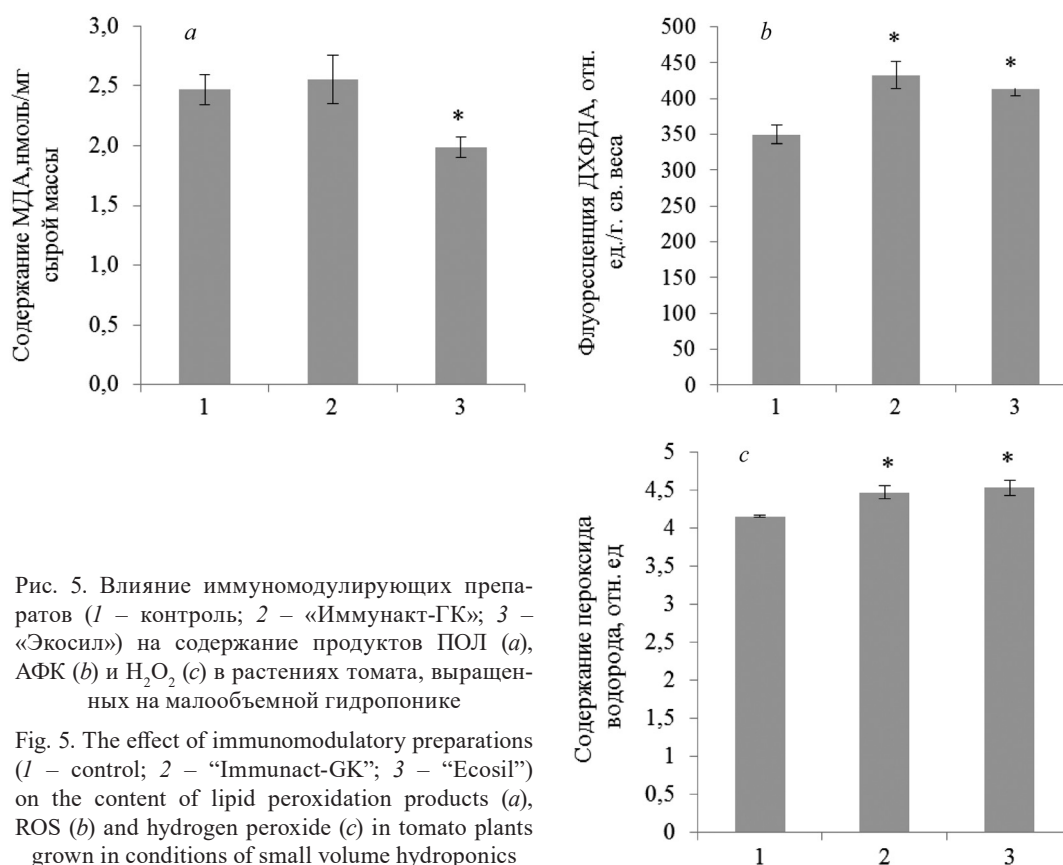 3,0
2,5
2,0
1,5
1,0
0,5
0,0
Содержание МДА,нмоль/мг
сырой массы
a
*
1 2 3
500
450
400
350
300
250
200
150
100
50
0
Флуоресценция ДХФДА, отн.
ед./г. св. веса
b
* *
1 2 3
Рис. 5. Влияние иммуномодулирующих препа-
ратов (1 – контроль; 2 – «Иммунакт-ГК»; 3 –
«Экосил») на содержание продуктов ПОЛ (a),
АФК (b) и H₂O₂ (c) в растениях томата, выращен-
ных на малообъемной гидропонике
Fig. 5. The effect of immunomodulatory preparations
(1 – control; 2 – “Immunact-GK”; 3 – “Ecosil”)
on the content of lipid peroxidation products (a),
ROS (b) and hydrogen peroxide (c) in tomato plants
grown in conditions of small volume hydroponics
5
4,5
4
3,5
3
2,5
2
1,5
1
0,5
0
Содержание пероксида
водорода, отн. ед
c
* *
1 2 3